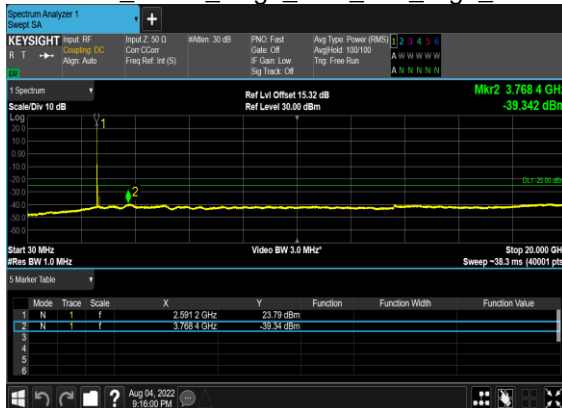 Spectrum Analyzer 1
Swept SA
+
KEYSIGHT Input: RF Input Z: 50 Ω #Atten: 30 dB PNO: Fast Avg Type: Power (RMS) 1 2 3 4 5 6
R T Coupling: DC Corr CCorr Gate: Off Avg|Hold: 100/100 A W W W W W
Align: Auto Freq Ref: Int (S) IF Gain: Low Trig: Free Run
Sig Track: Off A N N N N N
1 Spectrum Ref Lvl Offset 15.32 dB Mkr2 3.768 4 GHz
Scale/Div 10 dB Ref Level 30.00 dBm -39.342 dBm
Log
20.0
10.0
0.00
-10.0
-20.0
-30.0
-40.0
-50.0
-60.0
1
2
DL1 -25.00 dBm
Start 30 MHz Video BW 3.0 MHz* Stop 20.000 GH
#Res BW 1.0 MHz Sweep ~38.3 ms (40001 pts
5 Marker Table
Mode Trace Scale X Y Function Function Width Function Value
1 N 1 f 2.591 2 GHz 23.79 dBm
2 N 1 f 3.768 4 GHz -39.34 dBm
3
4
5
6
? Aug 04, 2022
9:16:00 PM